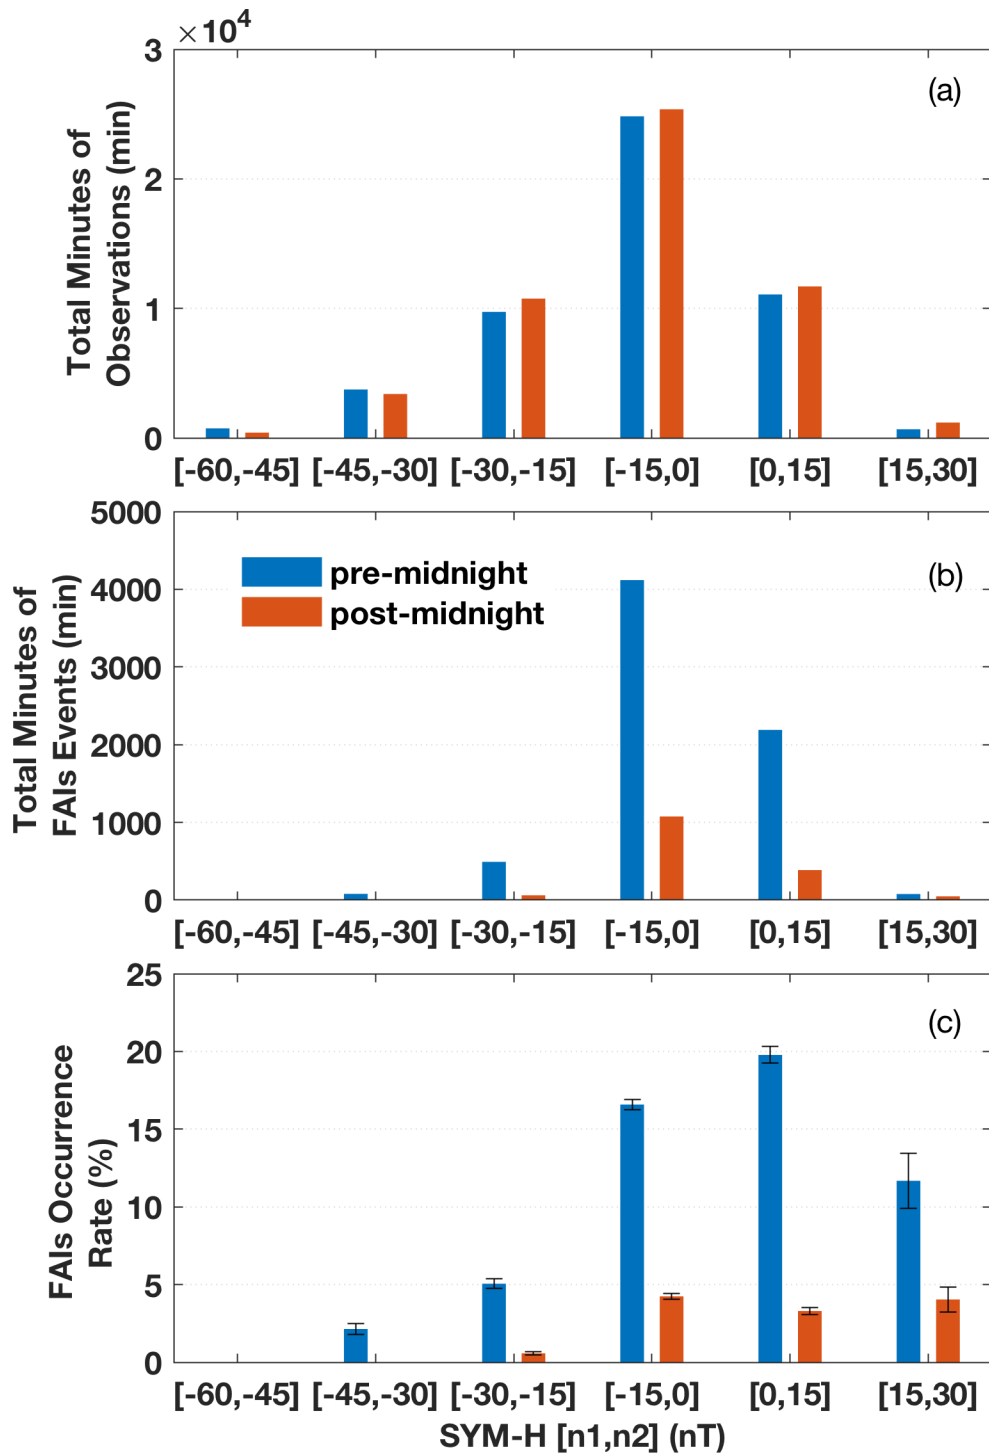 ×10⁴
3
(a)
2
1
0
Total Minutes of
Observations (min)
[-60,-45] [-45,-30] [-30,-15] [-15,0] [0,15] [15,30]
5000
pre-midnight
(b)
4000
post-midnight
3000
2000
1000
0
Total Minutes of
FAIs Events (min)
[-60,-45] [-45,-30] [-30,-15] [-15,0] [0,15] [15,30]
25
(c)
20
15
10
5
0
FAIs Occurrence
Rate (%)
[-60,-45] [-45,-30] [-30,-15] [-15,0] [0,15] [15,30]
SYM-H [n1,n2] (nT)